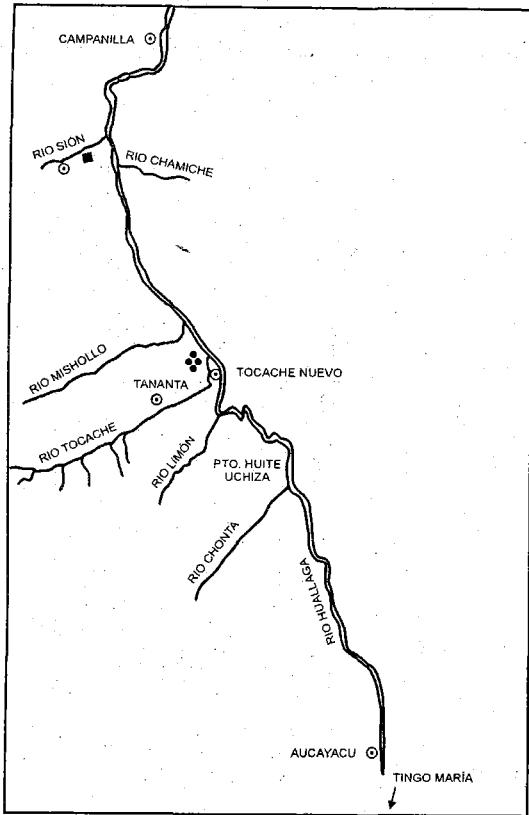 CAMPANILLA
RIO SIÓN
RIO CHAMICHE
RIO MISHOLLO
TANANTA
TOCACHE NUEVO
RIO TOCACHE
RIO LIMÓN
PTO. HUITE
UCHIZA
RIO CHONTA
RIO HUALLAGA
AUCAYACU
TINGO MARÍA